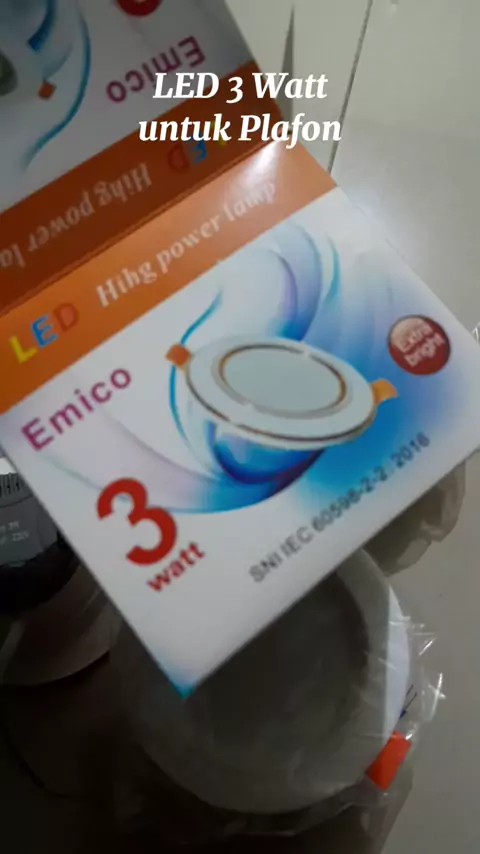 Emico
LED 3 Watt
untuk Plafon
LED Hihg power la
LED Hihg power lamp
Emico
Extra
bright
3
watt
SNI IEC 60598-2-2:2016